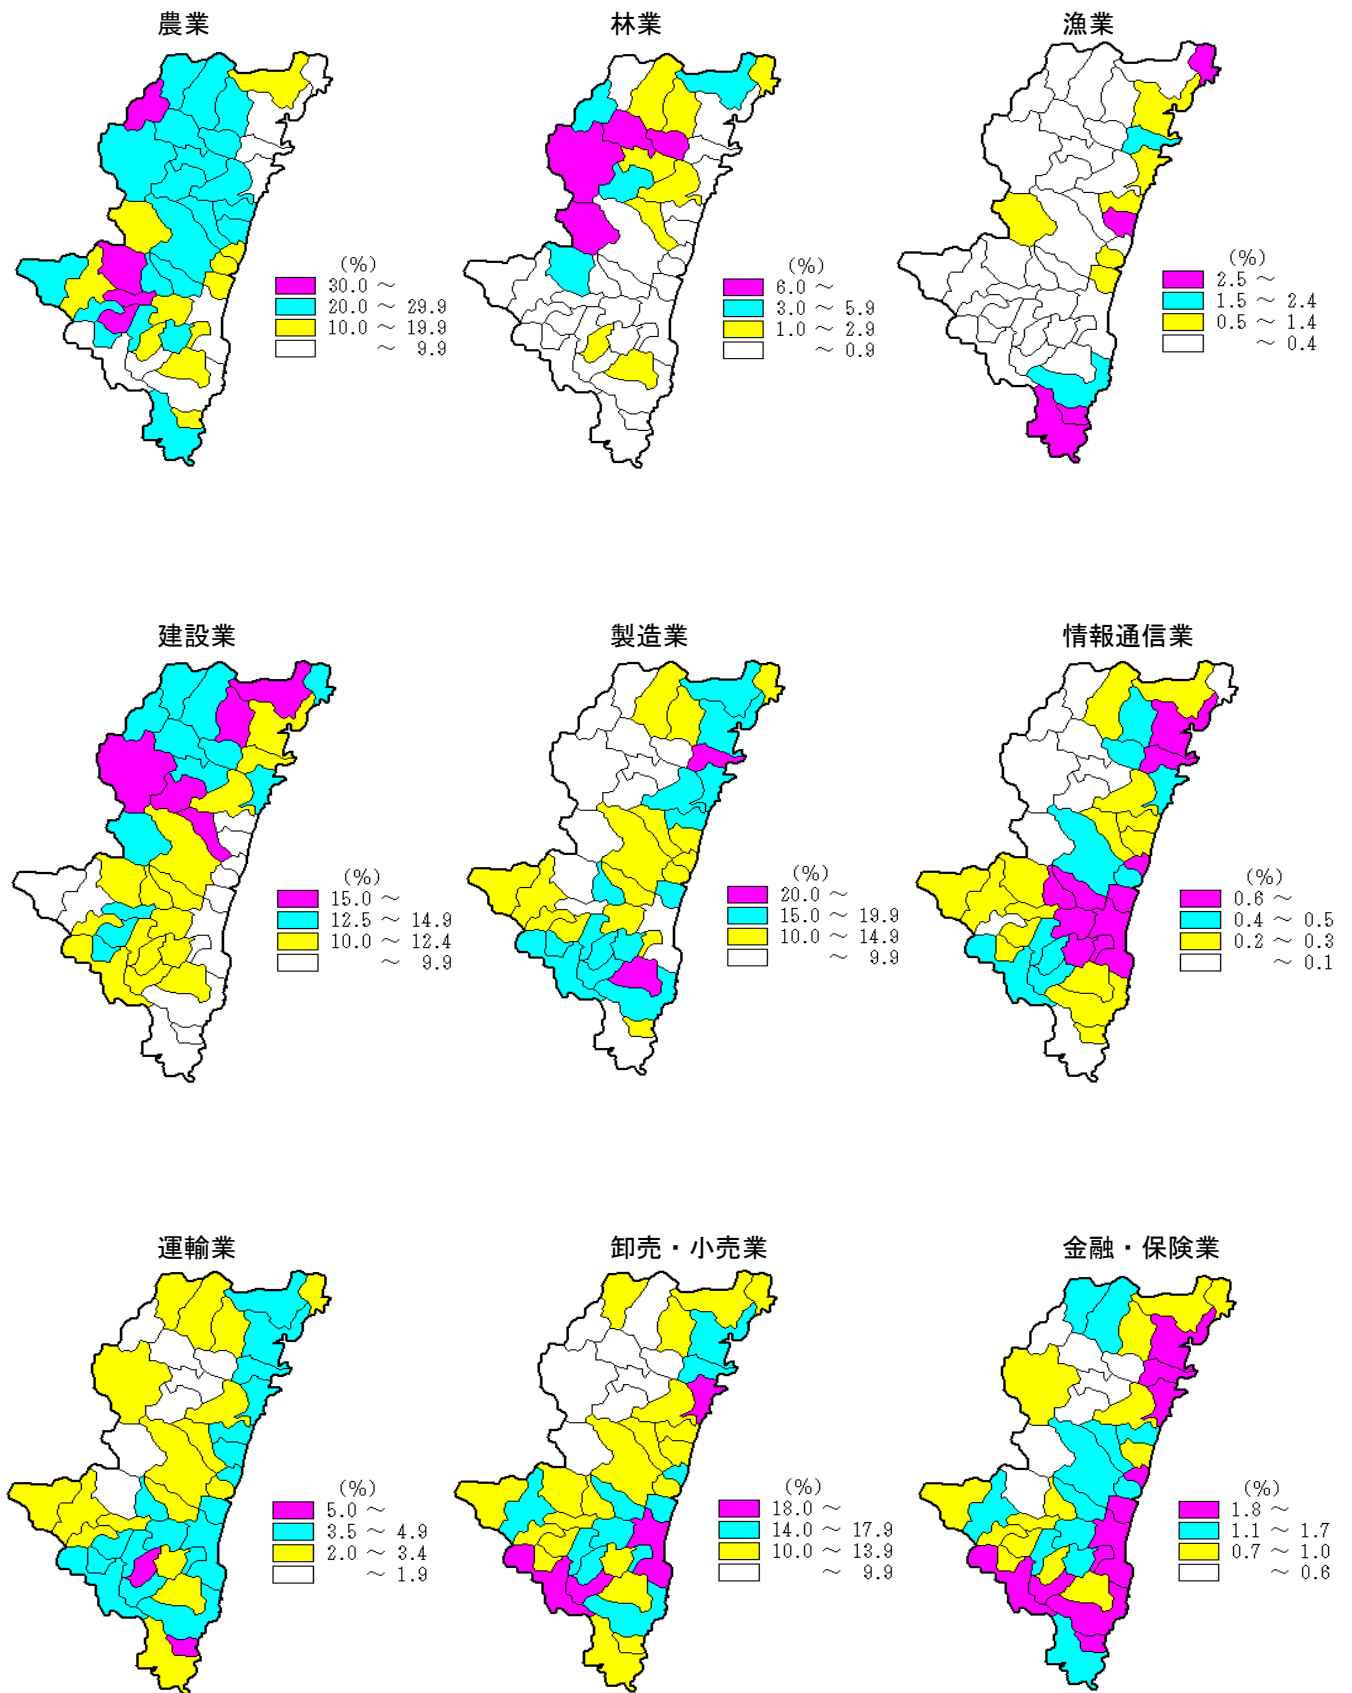 農業
林業
漁業
(%)
30.0 ～
20.0 ～ 29.9
10.0 ～ 19.9
～ 9.9
(%)
6.0 ～
3.0 ～ 5.9
1.0 ～ 2.9
～ 0.9
(%)
2.5 ～
1.5 ～ 2.4
0.5 ～ 1.4
～ 0.4
建設業
製造業
情報通信業
(%)
15.0 ～
12.5 ～ 14.9
10.0 ～ 12.4
～ 9.9
(%)
20.0 ～
15.0 ～ 19.9
10.0 ～ 14.9
～ 9.9
(%)
0.6 ～
0.4 ～ 0.5
0.2 ～ 0.3
～ 0.1
運輸業
卸売・小売業
金融・保険業
(%)
5.0 ～
3.5 ～ 4.9
2.0 ～ 3.4
～ 1.9
(%)
18.0 ～
14.0 ～ 17.9
10.0 ～ 13.9
～ 9.9
(%)
1.8 ～
1.1 ～ 1.7
0.7 ～ 1.0
～ 0.6